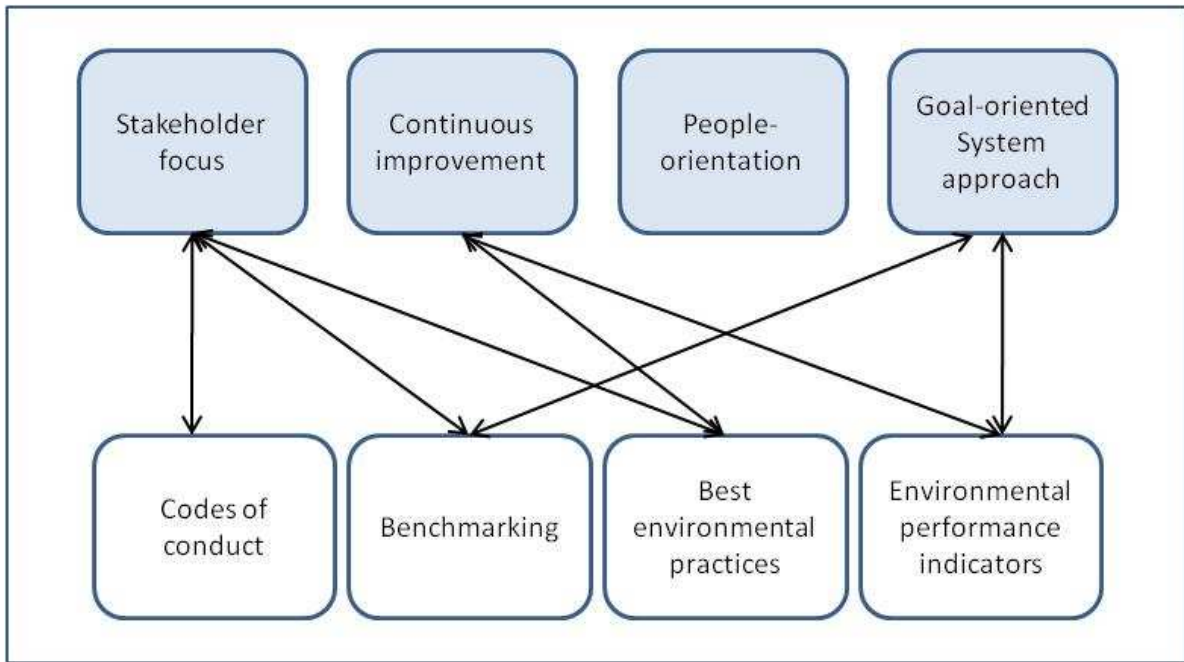 Stakeholder
focus
Continuous
improvement
People-
orientation
Goal-oriented
System
approach
Codes of
conduct
Benchmarking
Best
environmental
practices
Environmental
performance
indicators